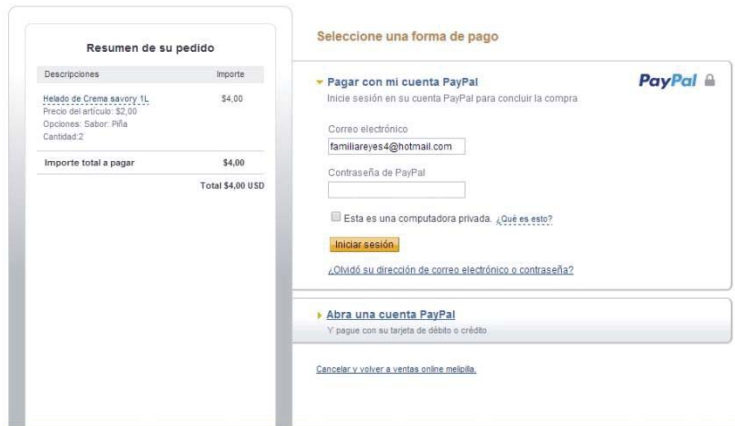 Resumen de su pedido
Descripciones Importe
Helado de Crema savory 1L $4,00
Precio del artículo: $2,00
Opciones: Sabor: Piña
Cantidad:2
Importe total a pagar $4,00
Total $4,00 USD
Seleccione una forma de pago
Pagar con mi cuenta PayPal
PayPal
Inicie sesión en su cuenta PayPal para concluir la compra
Correo electrónico
familiareyes4@hotmail.com
Contraseña de PayPal
Esta es una computadora privada. ¿Qué es esto?
Iniciar sesión
¿Olvidó su dirección de correo electrónico o contraseña?
Abra una cuenta PayPal
Y pague con su tarjeta de débito o crédito
Cancelar y volver a ventas online melipilla.